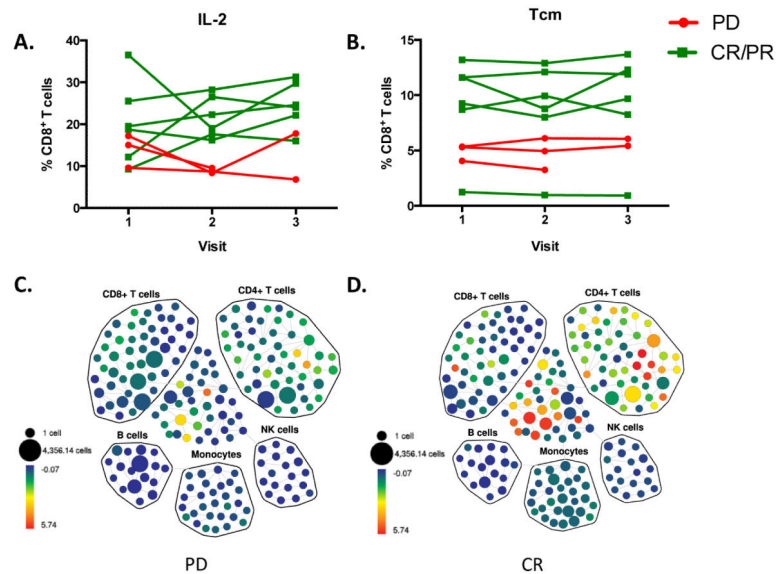 A.
IL-2
% CD8+ T cells
40
30
20
10
0
1
2
3
Visit
B.
Tcm
% CD8+ T cells
15
10
5
0
1
2
3
Visit
PD
CR/PR
C.
CD8+ T cells
CD4+ T cells
B cells
Monocytes
NK cells
1 cell
4,356.14 cells
-0.07
5.74
PD
D.
CD8+ T cells
CD4+ T cells
B cells
Monocytes
NK cells
1 cell
4,356.14 cells
-0.07
5.74
CR